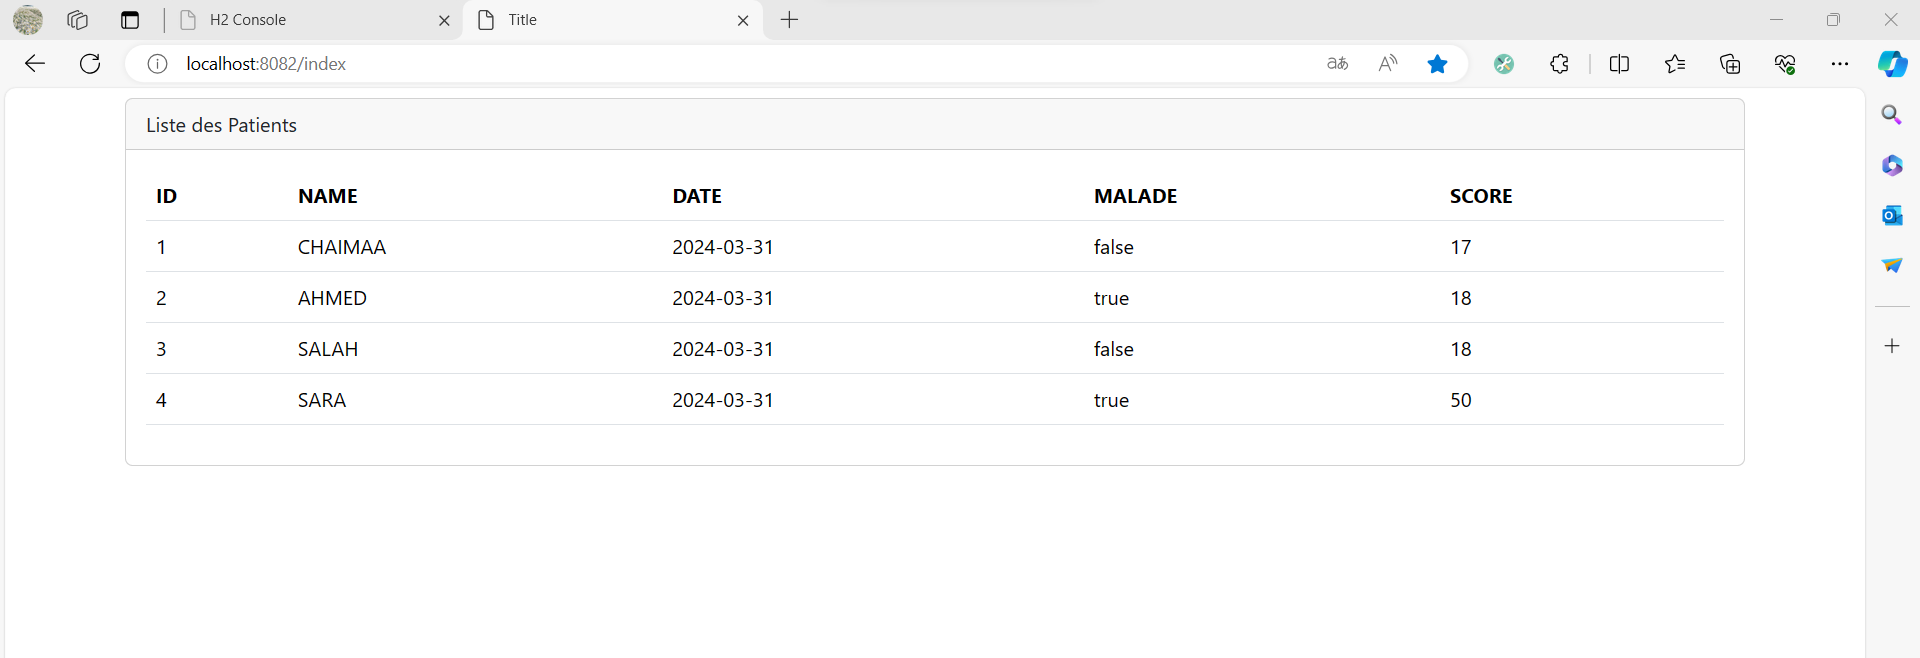 H2 Console
Title
localhost:8082/index
aあ
A
Liste des Patients
ID NAME DATE MALADE SCORE
1 CHAIMAA 2024-03-31 false 17
2 AHMED 2024-03-31 true 18
3 SALAH 2024-03-31 false 18
4 SARA 2024-03-31 true 50